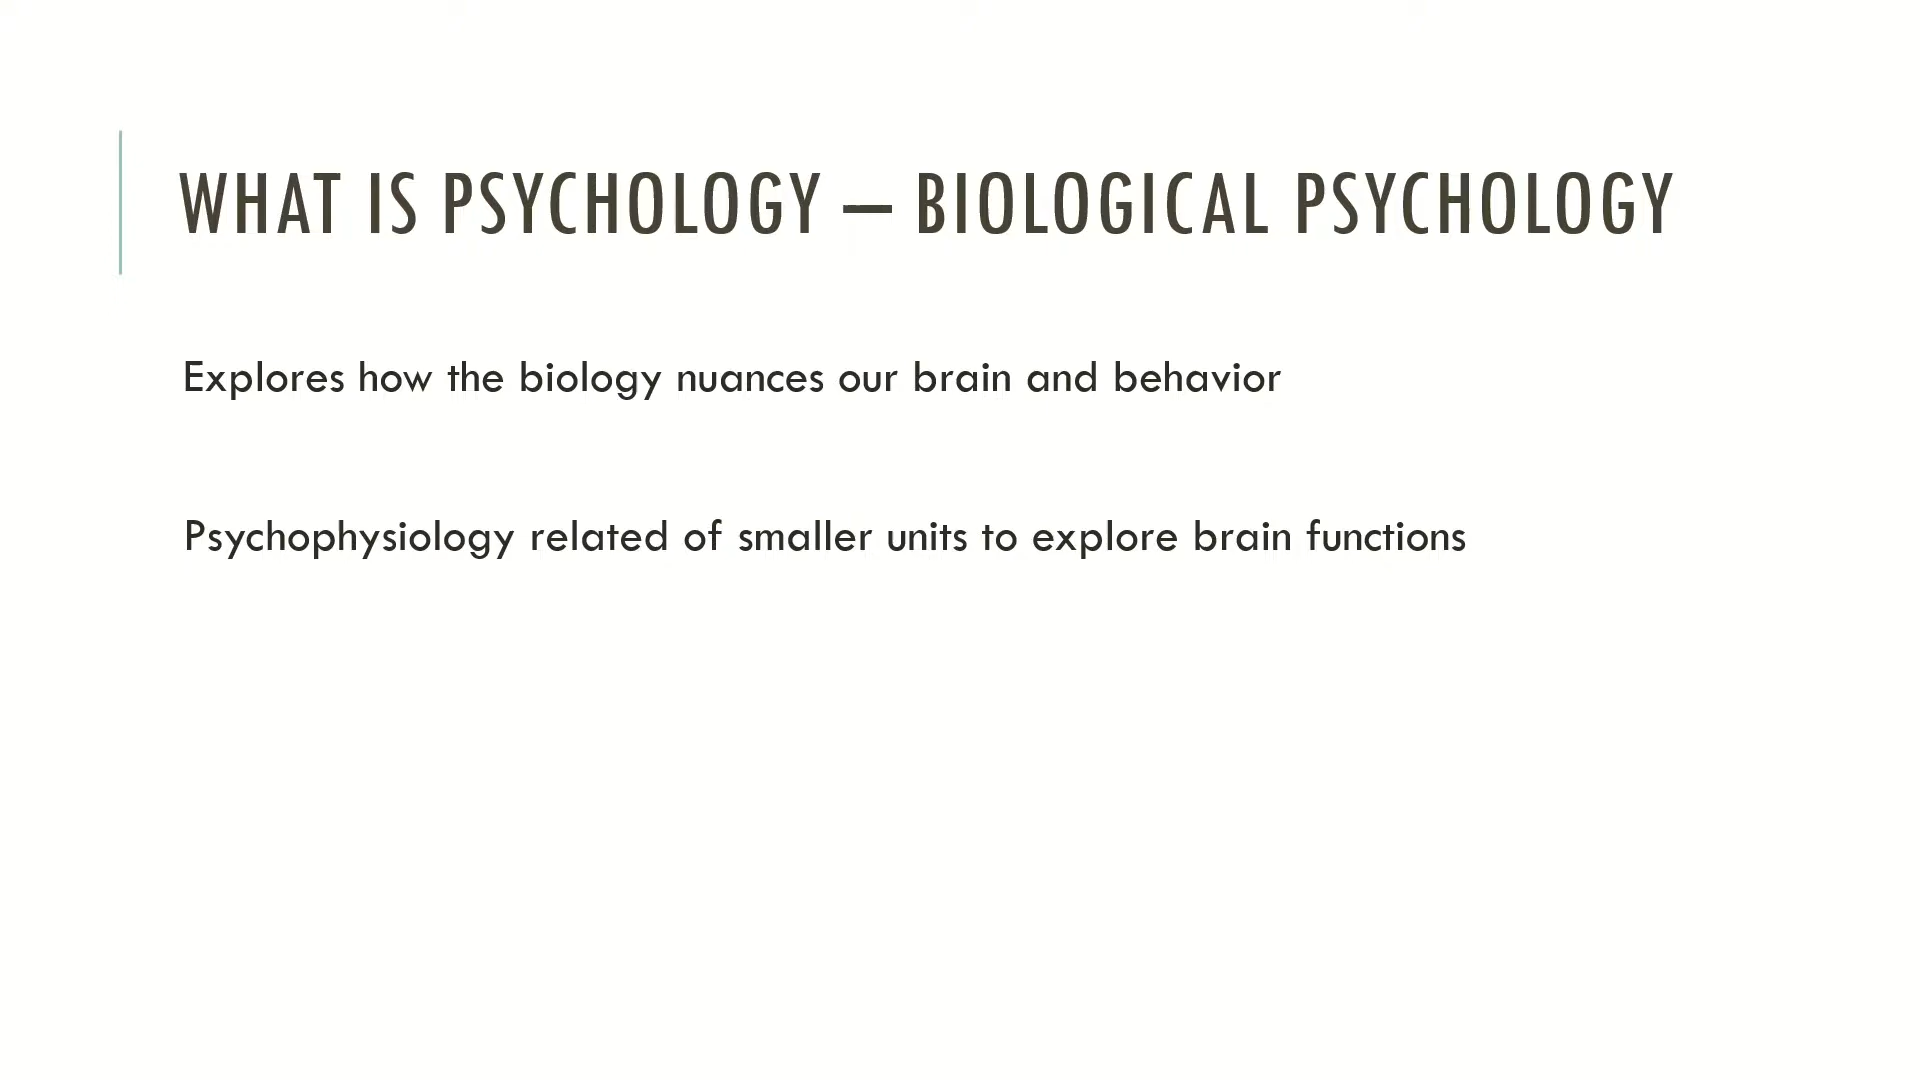 WHAT IS PSYCHOLOGY – BIOLOGICAL PSYCHOLOGY
Explores how the biology nuances our brain and behavior
Psychophysiology related of smaller units to explore brain functions